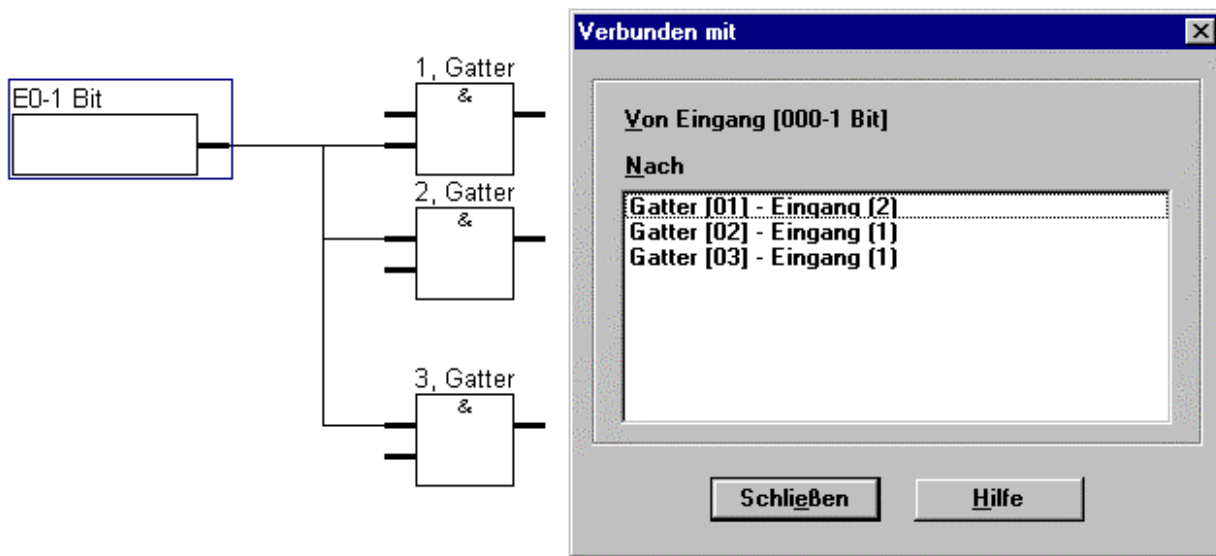 E0-1 Bit
1, Gatter
&
2, Gatter
&
3, Gatter
&
Verbunden mit
Von Eingang [000-1 Bit]
Nach
Gatter [01] - Eingang (2)
Gatter [02] - Eingang (1)
Gatter [03] - Eingang (1)
Schließen
Hilfe